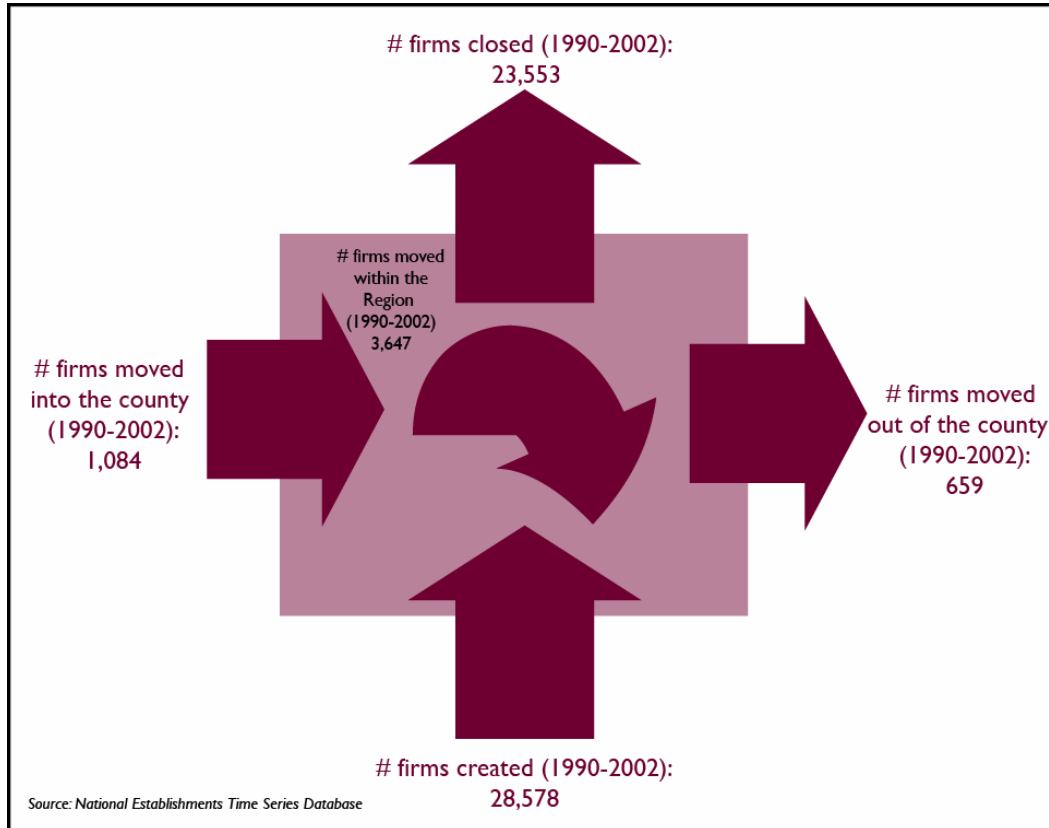 # firms closed (1990-2002):
23,553
# firms moved
within the
Region
(1990-2002)
3,647
# firms moved
into the county
(1990-2002):
1,084
# firms moved
out of the county
(1990-2002):
659
# firms created (1990-2002):
28,578
Source: National Establishments Time Series Database